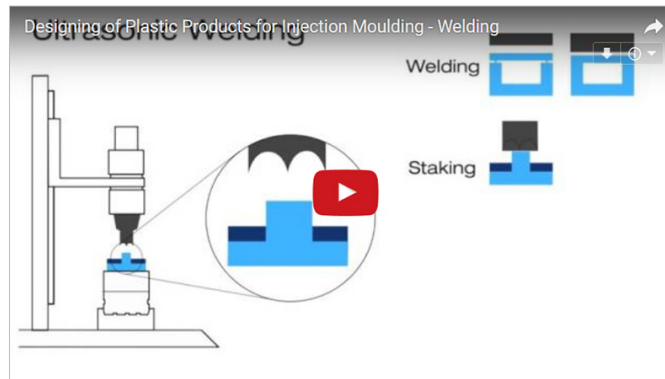 Designing of Plastic Products for Injection Moulding - Welding
Ultrasonic Welding
Welding
Staking